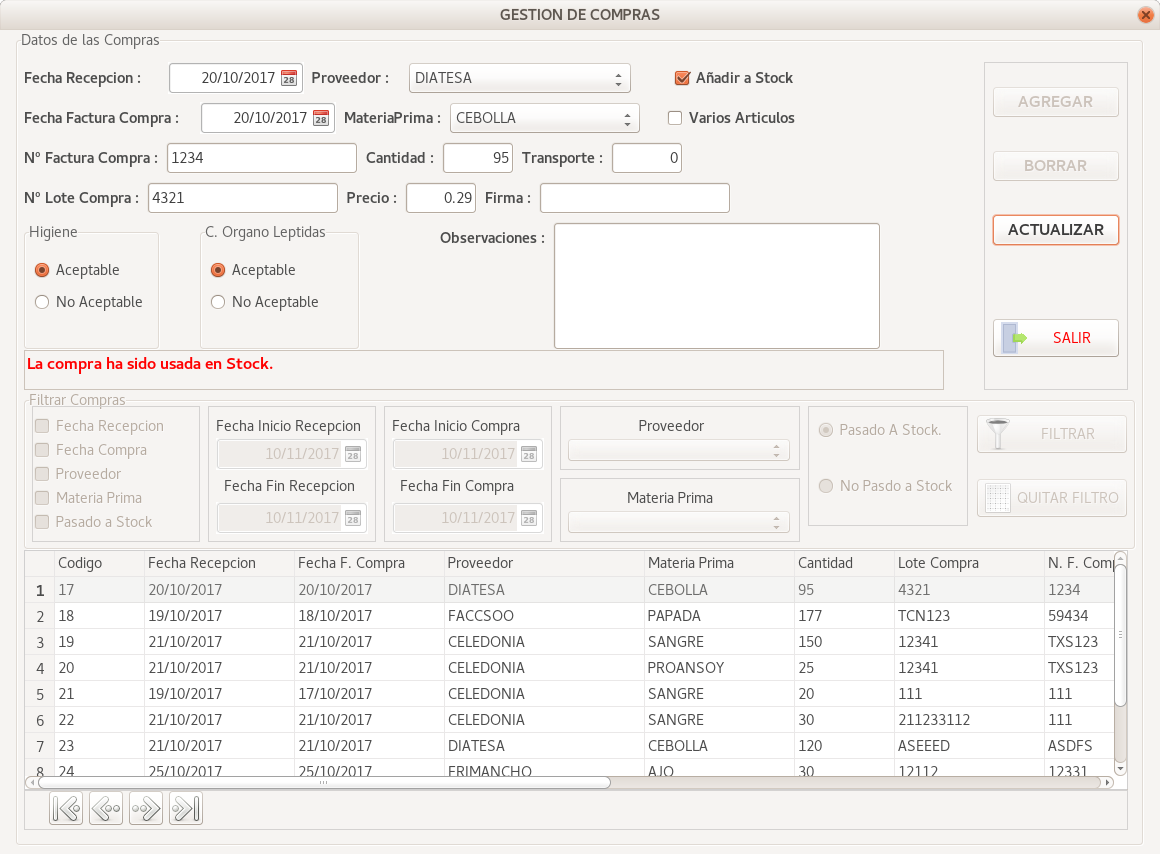 GESTION DE COMPRAS
Datos de las Compras
Fecha Recepcion : 20/10/2017 28 Proveedor : DIATESA Añadir a Stock
AGREGAR
Fecha Factura Compra : 20/10/2017 28 MateriaPrima : CEBOLLA Varios Articulos
Nº Factura Compra : 1234 Cantidad : 95 Transporte : 0
BORRAR
Nº Lote Compra : 4321 Precio : 0.29 Firma :
ACTUALIZAR
Higiene C. Organo Leptidas Observaciones :
Aceptable Aceptable
No Aceptable No Aceptable
SALIR
La compra ha sido usada en Stock.
Filtrar Compras
Fecha Recepcion
Fecha Compra
Proveedor
Materia Prima
Pasado a Stock
Fecha Inicio Recepcion
10/11/2017 28
Fecha Fin Recepcion
10/11/2017 28
Fecha Inicio Compra
10/11/2017 28
Fecha Fin Compra
10/11/2017 28
Proveedor
Materia Prima
Pasado A Stock.
No Pasdo a Stock
FILTRAR
QUITAR FILTRO
Codigo Fecha Recepcion Fecha F. Compra Proveedor Materia Prima Cantidad Lote Compra N. F. Com
1 17 20/10/2017 20/10/2017 DIATESA CEBOLLA 95 4321 1234
2 18 19/10/2017 18/10/2017 FACCSOO PAPADA 177 TCN123 59434
3 19 21/10/2017 21/10/2017 CELEDONIA SANGRE 150 12341 TXS123
4 20 21/10/2017 21/10/2017 CELEDONIA PROANSOY 25 12341 TXS123
5 21 19/10/2017 17/10/2017 CELEDONIA SANGRE 20 111 111
6 22 21/10/2017 21/10/2017 CELEDONIA SANGRE 30 211233112 111
7 23 21/10/2017 21/10/2017 DIATESA CEBOLLA 120 ASEEED ASDFS
8 24 25/10/2017 25/10/2017 FRIMANCHO AJO 30 12112 12331